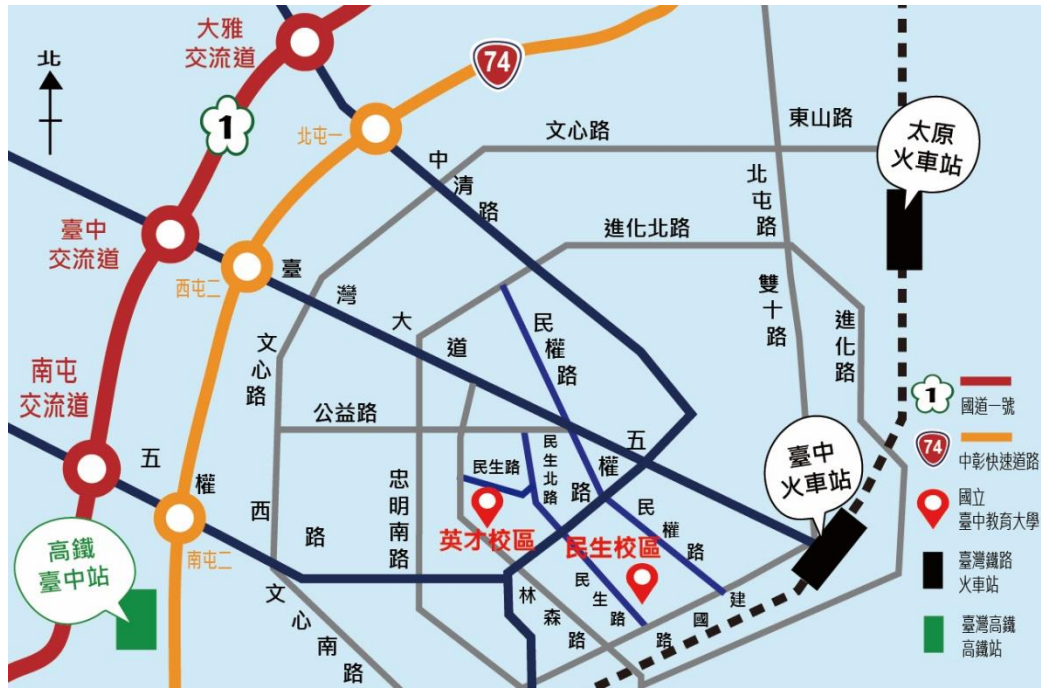 大雅
交流道
北
74
1
北屯一
中清路
文心路
東山路
太原
火車站
北屯路
臺中
交流道
西屯二
臺灣大道
進化北路
雙十路
進化路
民權路
文心路
南屯
交流道
公益路
1
國道一號
74
中彰快速道路
國立
臺中教育大學
臺灣鐵路
火車站
臺灣高鐵
高鐵站
臺中
火車站
五權西路
五權路
民生路
民生北路
忠明南路
英才校區
民生校區
民權路
高鐵
臺中站
南屯二
文心南路
林森路
民生路
建國路